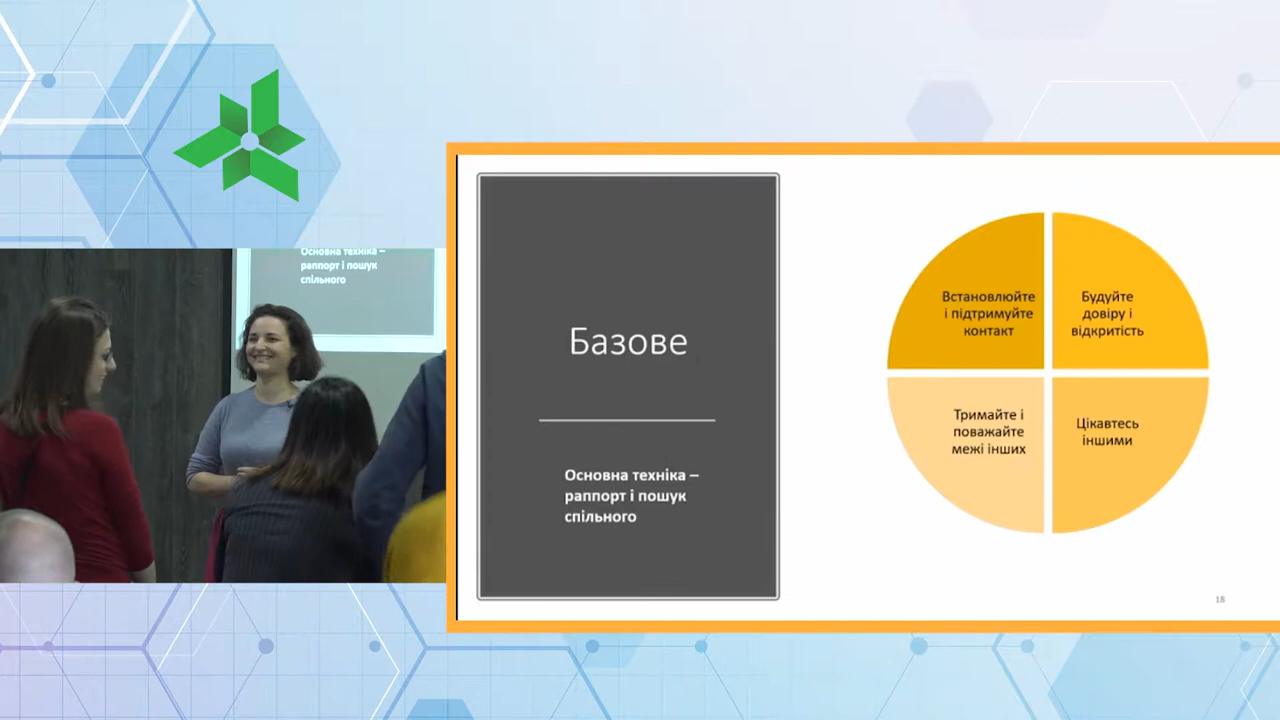 Основна техніка –
раппорт і пошук
спільного
Базове
Основна техніка –
раппорт і пошук
спільного
Встановлюйте
і підтримуйте
контакт
Будуйте
довіру і
відкритість
Тримайте і
поважайте
межі інших
Цікавтесь
іншими
18